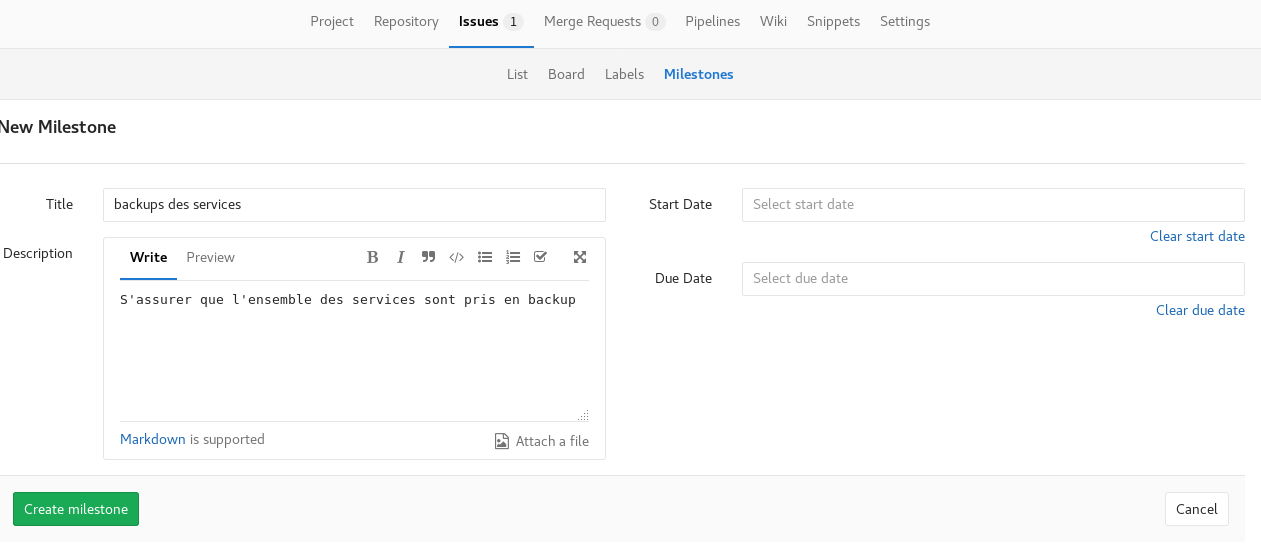 Project Repository Issues 1 Merge Requests 0 Pipelines Wiki Snippets Settings
List Board Labels Milestones
New Milestone
Title backups des services
Start Date Select start date
Clear start date
Description Write Preview
Due Date Select due date
Clear due date
S'assurer que l'ensemble des services sont pris en backup
Markdown is supported Attach a file
Create milestone Cancel